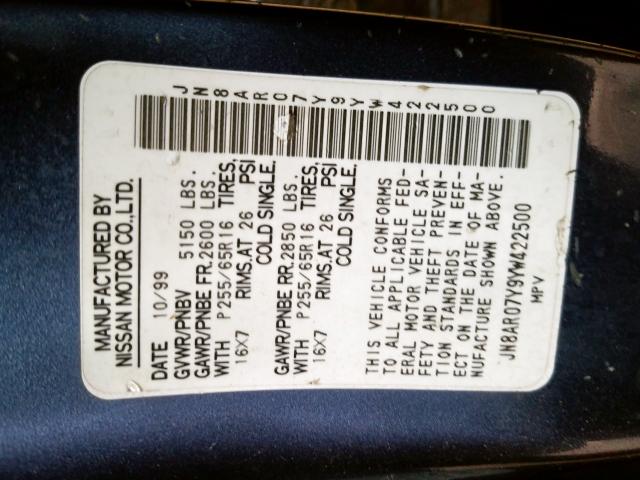 MANUFACTURED BY
NISSAN MOTOR CO.,LTD.
DATE 10/99
GVWR/PNBV 5150 LBS.
GAWR/PNBE FR.2600 LBS.
WITH P255/65R16 TIRES,
16X7 RIMS.AT 26 PSI
COLD SINGLE.
GAWR/PNBE RR.2850 LBS.
WITH P255/65R16 TIRES,
16X7 RIMS.AT 26 PSI
COLD SINGLE.
THIS VEHICLE CONFORMS
TO ALL APPLICABLE FED-
ERAL MOTOR VEHICLE SA-
FETY AND THEFT PREVEN-
TION STANDARDS IN EFF-
ECT ON THE DATE OF MA-
NUFACTURE SHOWN ABOVE.
JN8AR07Y9YW422500
MPV
JN8AR07Y9YW422500